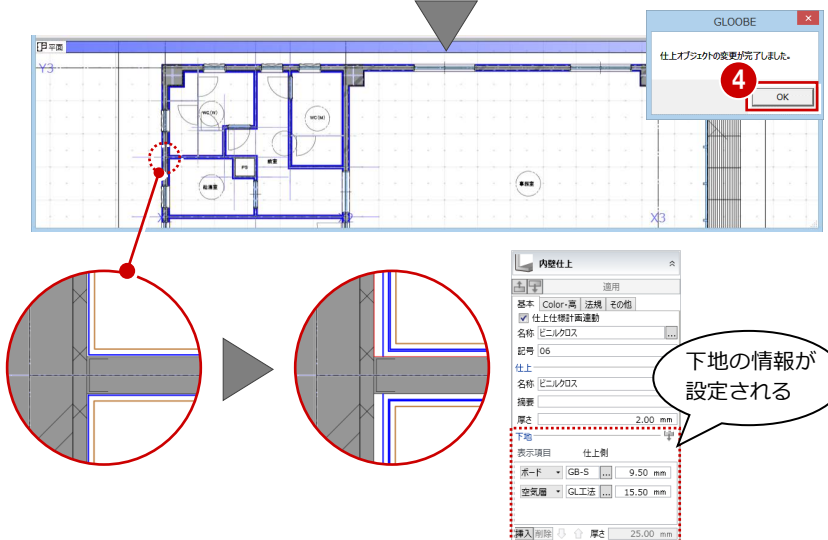 GLOOBE
仕上オブジェクトの変更が完了しました。
4
OK
平面
Y3
WC(W)
WC(M)
PS
給湯室
事務室
X2
X3
内壁仕上
適用
基本 Color・高 法規 その他
仕上仕様計画連動
名称 ビニルクロス ...
記号 06
仕上
名称 ビニルクロス
摘要
厚さ 2.00 mm
下地
表示項目 仕上側
ボード GB-S ... 9.50 mm
空気層 GL工法 ... 15.50 mm
挿入 削除 厚さ 25.00 mm
下地の情報が
設定される